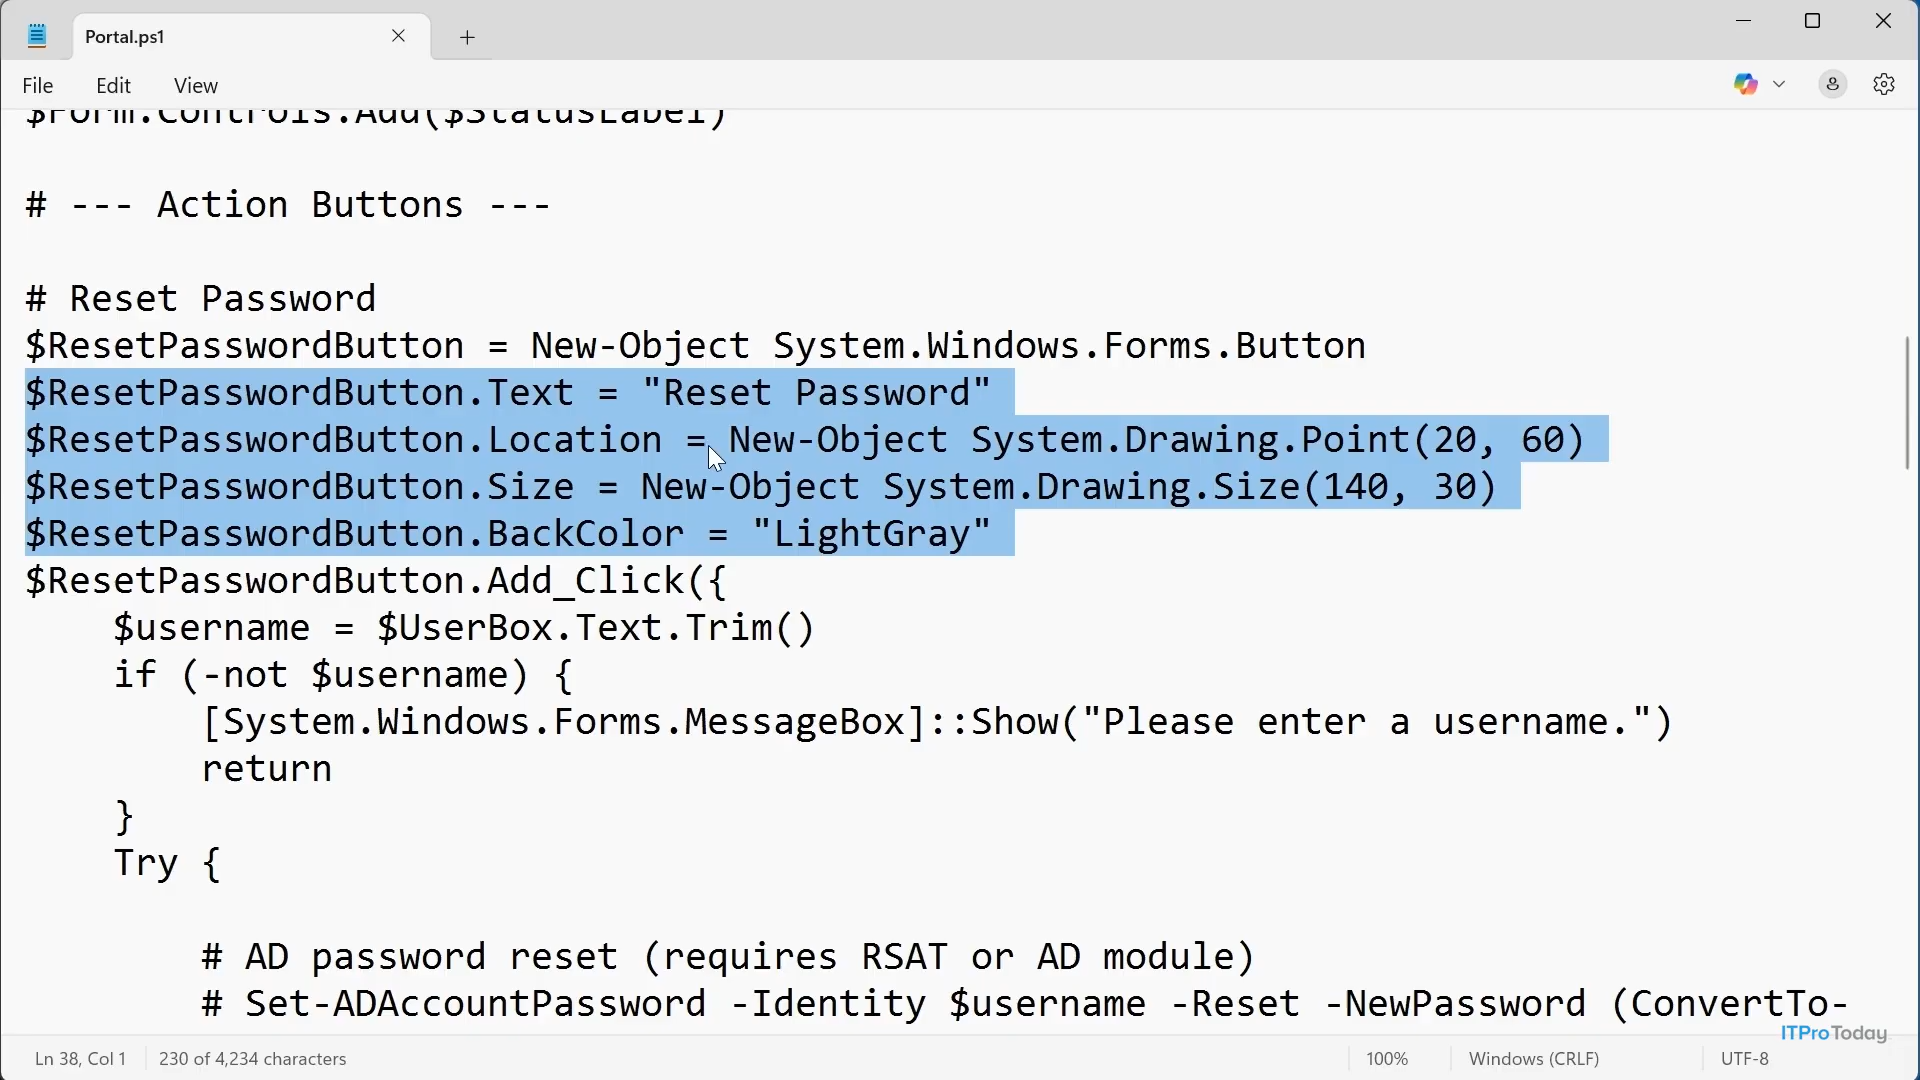 Portal.ps1
File Edit View
$Form.Controls.Add($StatusLabel)
# --- Action Buttons ---
# Reset Password
$ResetPasswordButton = New-Object System.Windows.Forms.Button
$ResetPasswordButton.Text = "Reset Password"
$ResetPasswordButton.Location = New-Object System.Drawing.Point(20, 60)
$ResetPasswordButton.Size = New-Object System.Drawing.Size(140, 30)
$ResetPasswordButton.BackColor = "LightGray"
$ResetPasswordButton.Add_Click({
    $username = $UserBox.Text.Trim()
    if (-not $username) {
        [System.Windows.Forms.MessageBox]::Show("Please enter a username.")
        return
    }
    Try {
        # AD password reset (requires RSAT or AD module)
        # Set-ADAccountPassword -Identity $username -Reset -NewPassword (ConvertTo-
ITProToday
Ln 38, Col 1 230 of 4,234 characters 100% Windows (CRLF) UTF-8